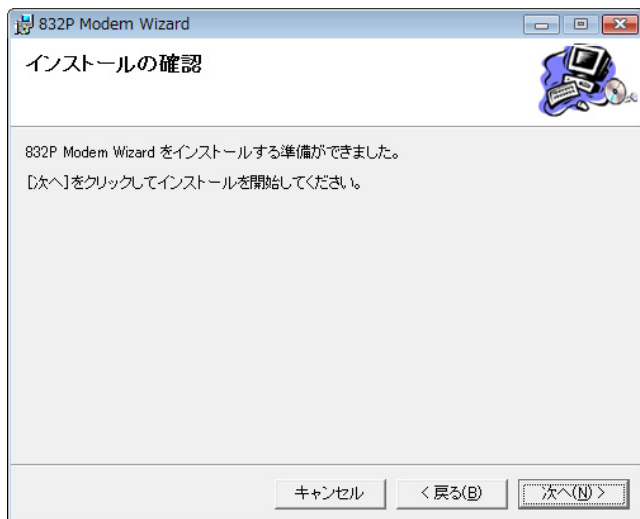 832P Modem Wizard
インストールの確認
832P Modem Wizard をインストールする準備ができました。
[次へ]をクリックしてインストールを開始してください。
キャンセル
< 戻る(B)
次へ(N) >